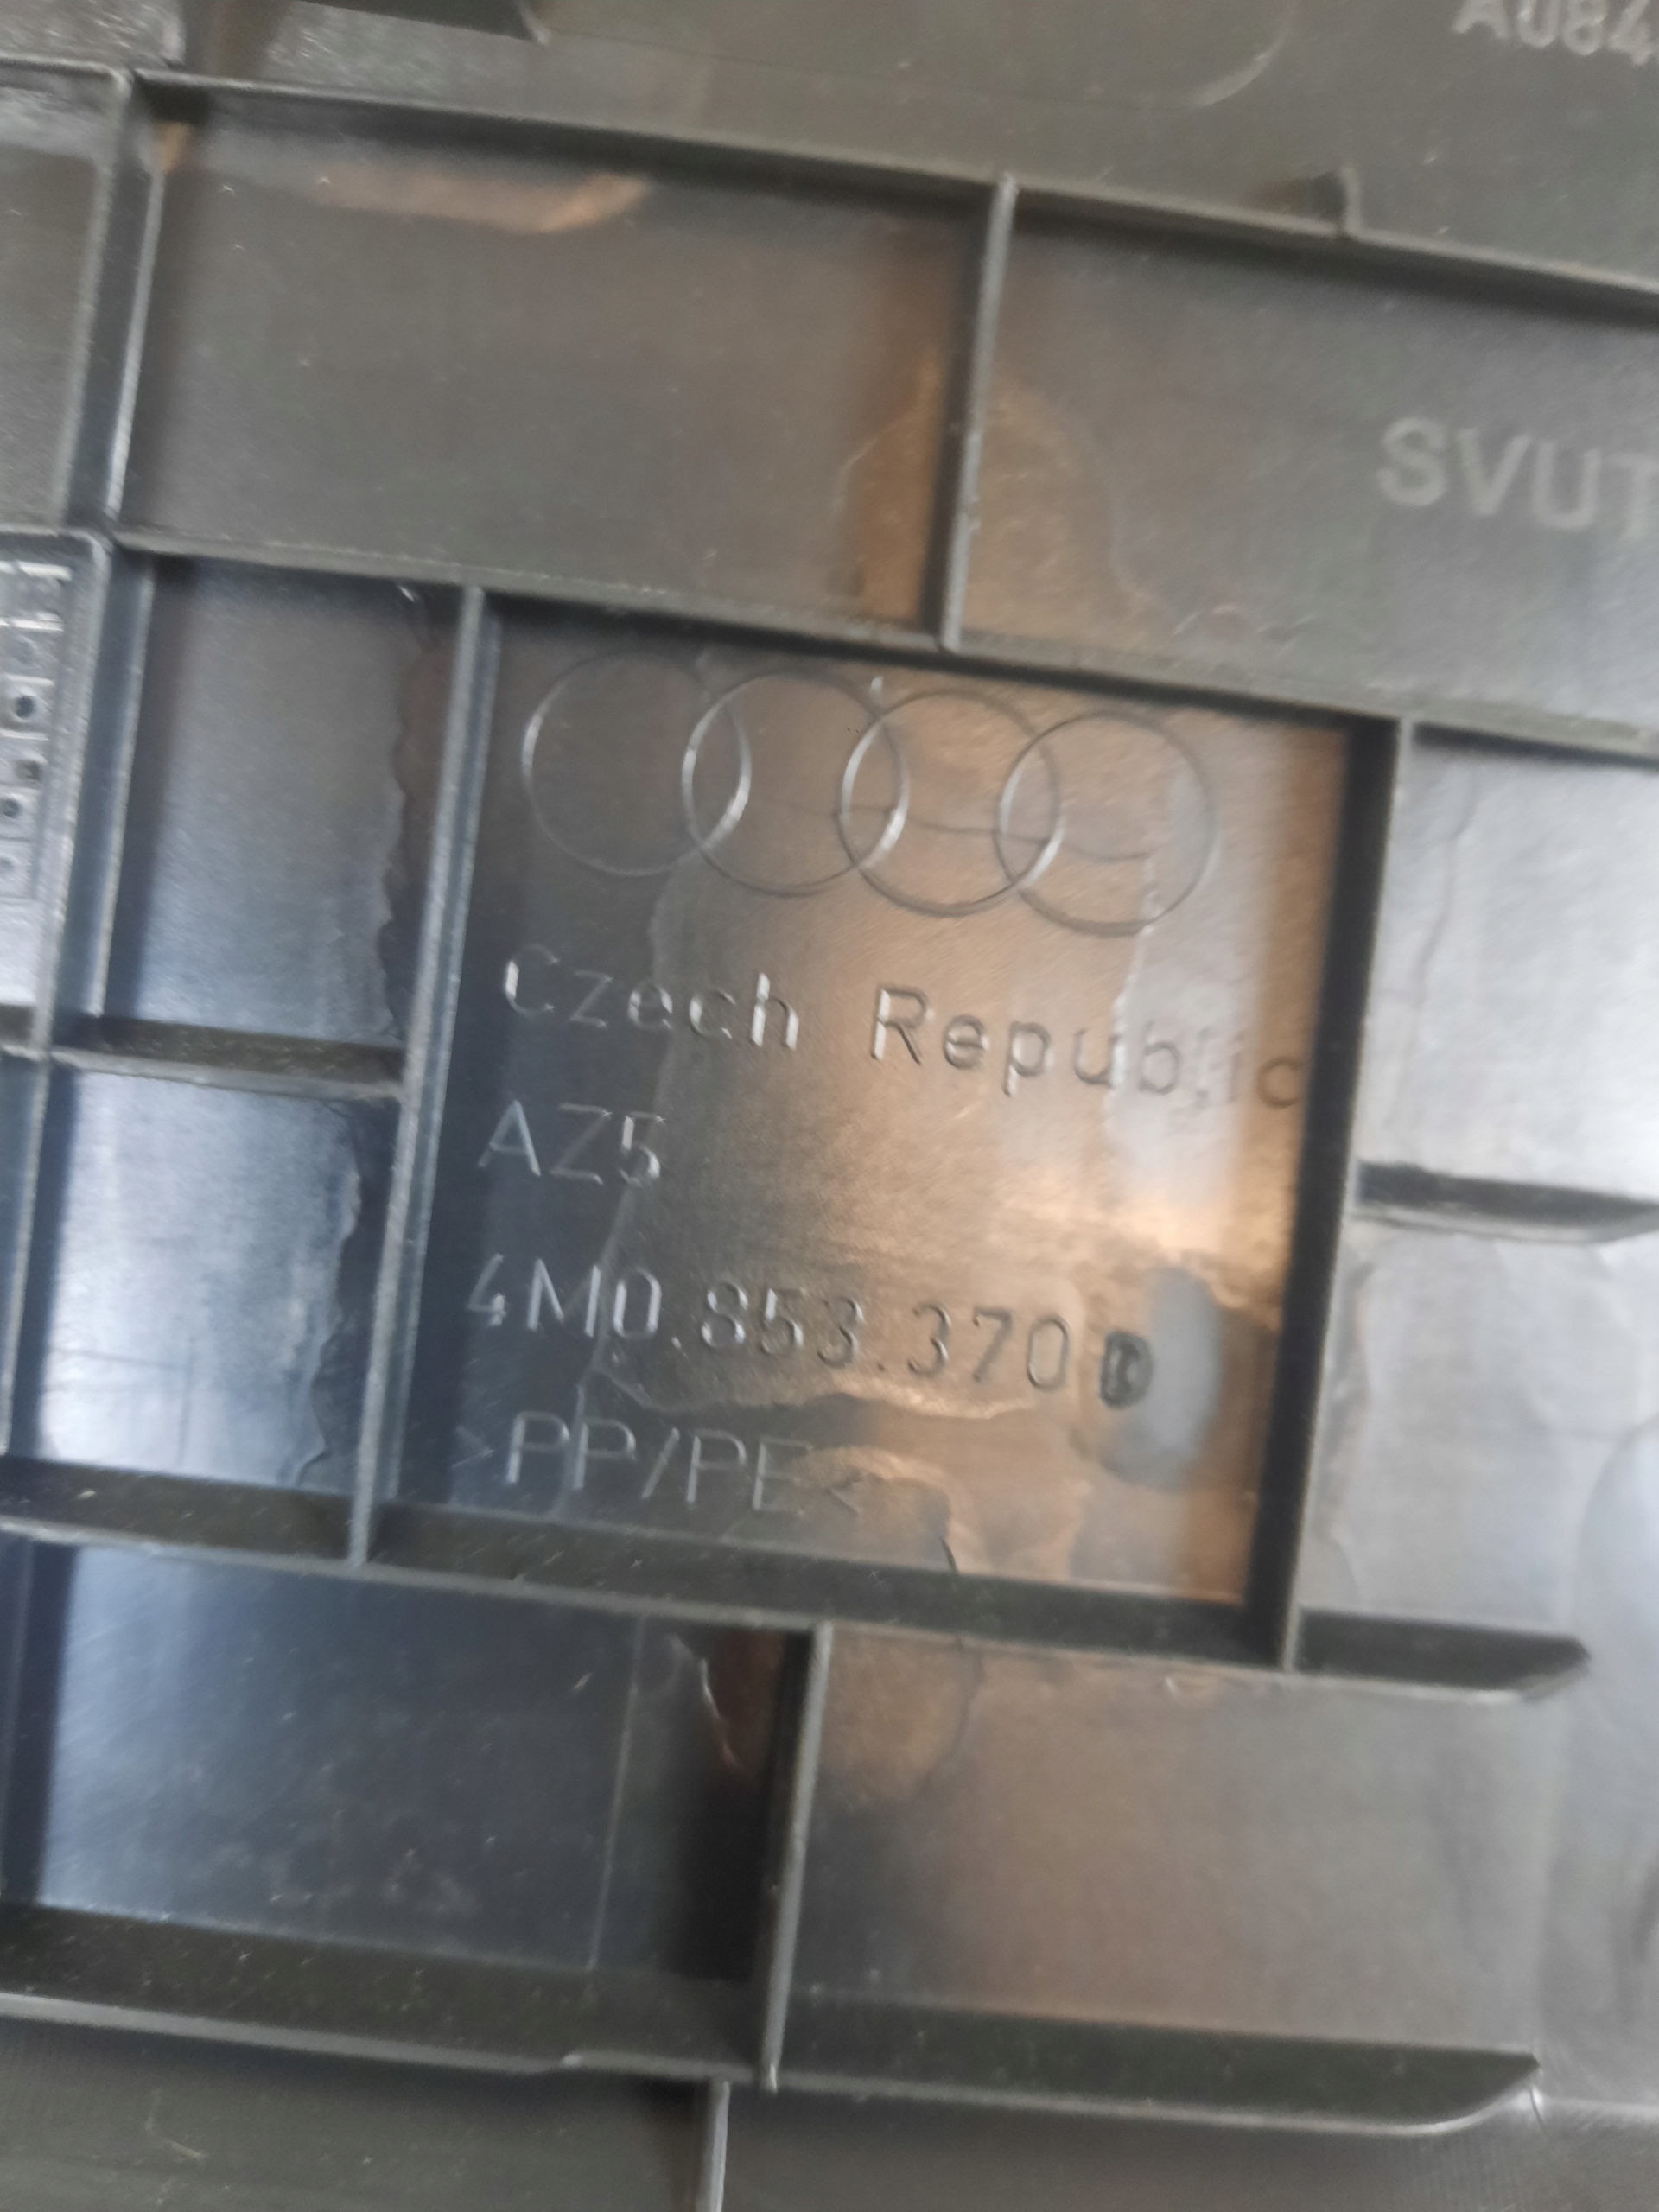 A084
SVUT
Czech Republic
AZ5
4M0.853.370 D
>PP/PE<